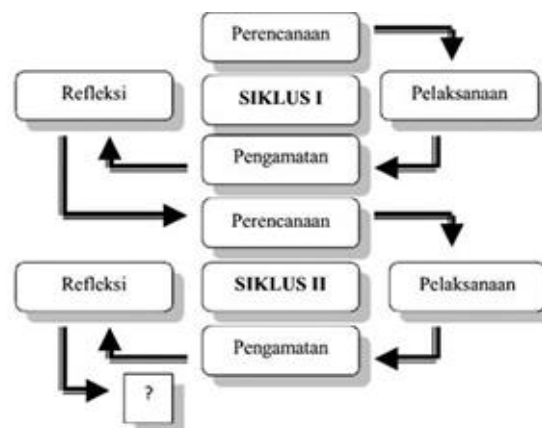 Perencanaan
Refleksi
SIKLUS I
Pelaksanaan
Pengamatan
Perencanaan
Refleksi
SIKLUS II
Pelaksanaan
Pengamatan
?